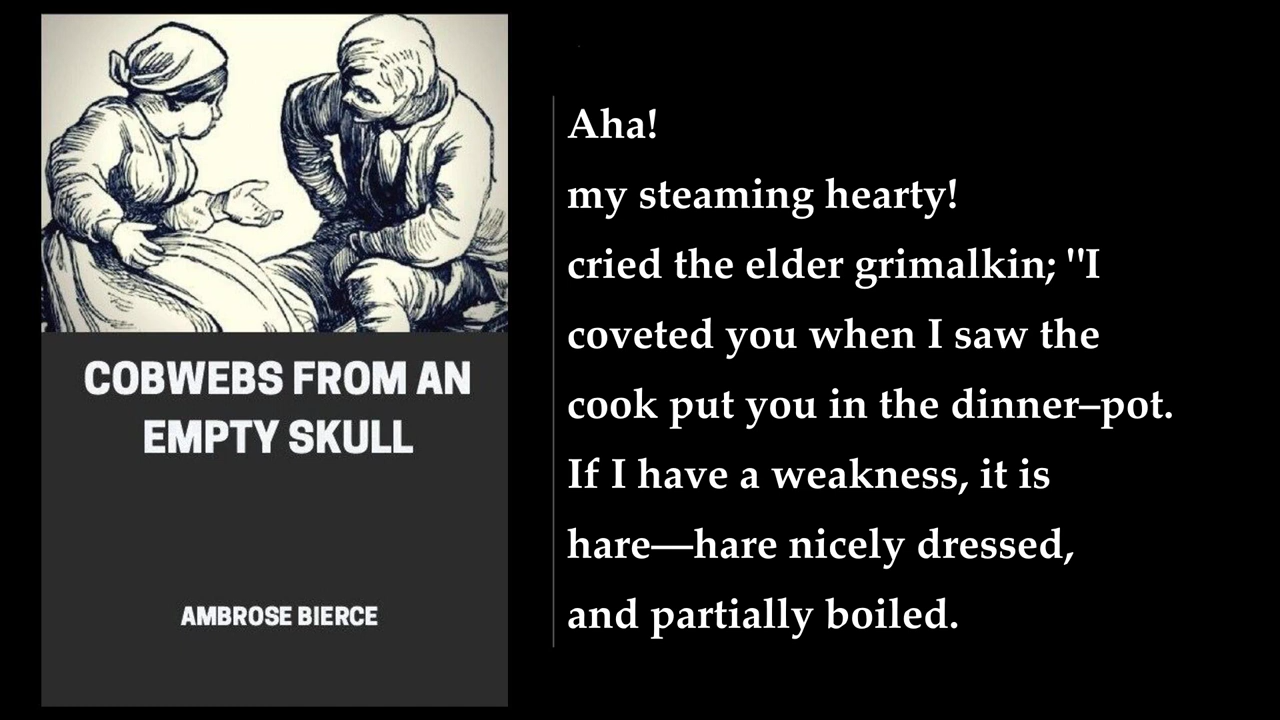 COBWEBS FROM AN
EMPTY SKULL
AMBROSE BIERCE
Aha!
my steaming hearty!
cried the elder grimalkin; "I
coveted you when I saw the
cook put you in the dinner–pot.
If I have a weakness, it is
hare—hare nicely dressed,
and partially boiled.